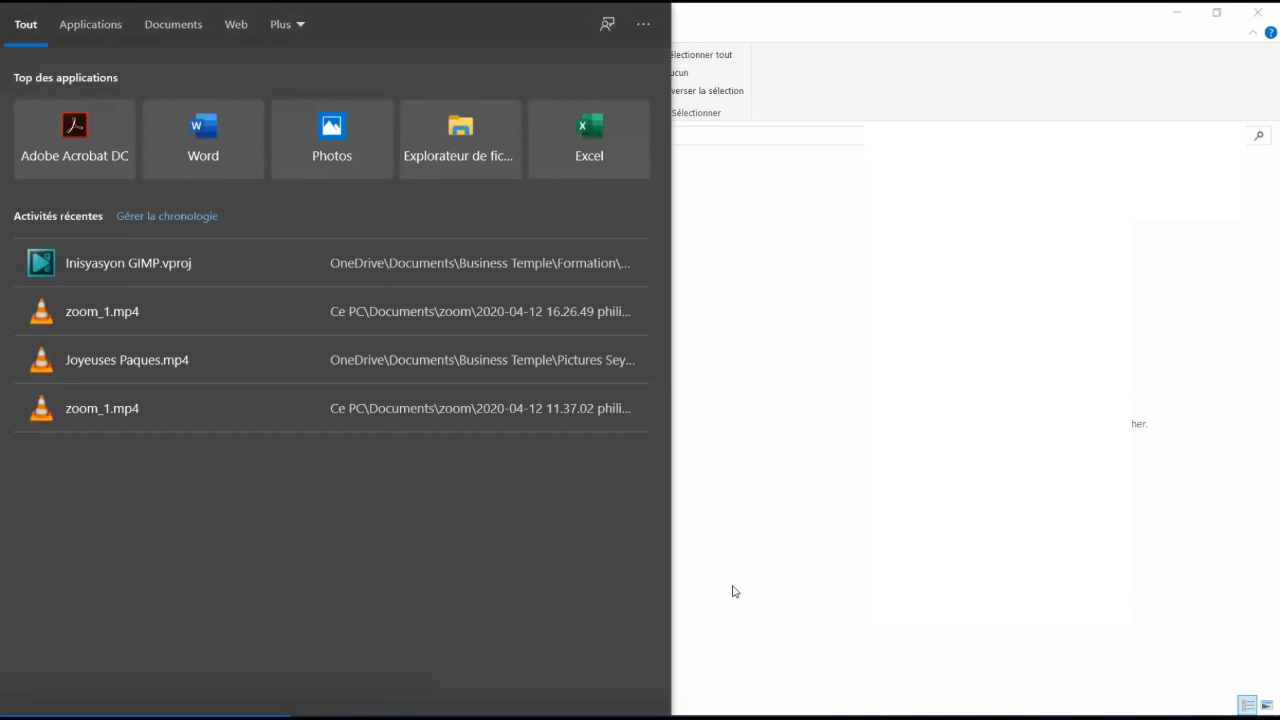 Tout Applications Documents Web Plus
Top des applications
Adobe Acrobat DC Word Photos Explorateur de fic... Excel
Activités récentes Gérer la chronologie
Inisyasyon GIMP.vproj OneDrive\Documents\Business Temple\Formation\...
zoom_1.mp4 Ce PC\Documents\zoom\2020-04-12 16.26.49 phili...
Joyeuses Paques.mp4 OneDrive\Documents\Business Temple\Pictures Sey...
zoom_1.mp4 Ce PC\Documents\zoom\2020-04-12 11.37.02 phili...
électionner tout
ucun
verser la sélection
Sélectionner
her.